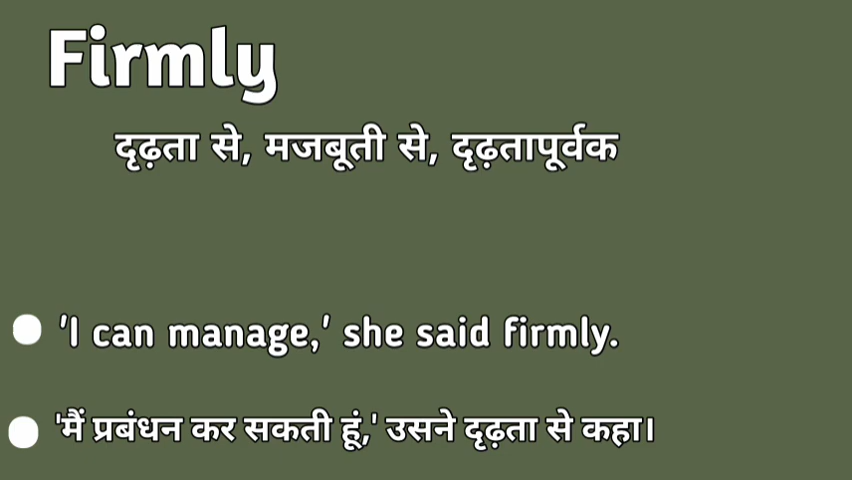 Firmly
दृढ़ता से, मजबूती से, दृढ़तापूर्वक
'I can manage,' she said firmly.
'मैं प्रबंधन कर सकती हूं,' उसने दृढ़ता से कहा।